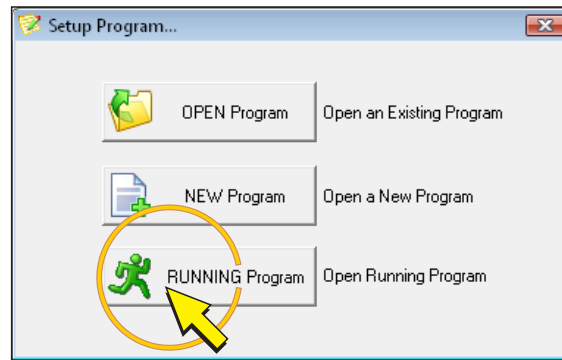 Setup Program...
OPEN Program Open an Existing Program
NEW Program Open a New Program
RUNNING Program Open Running Program